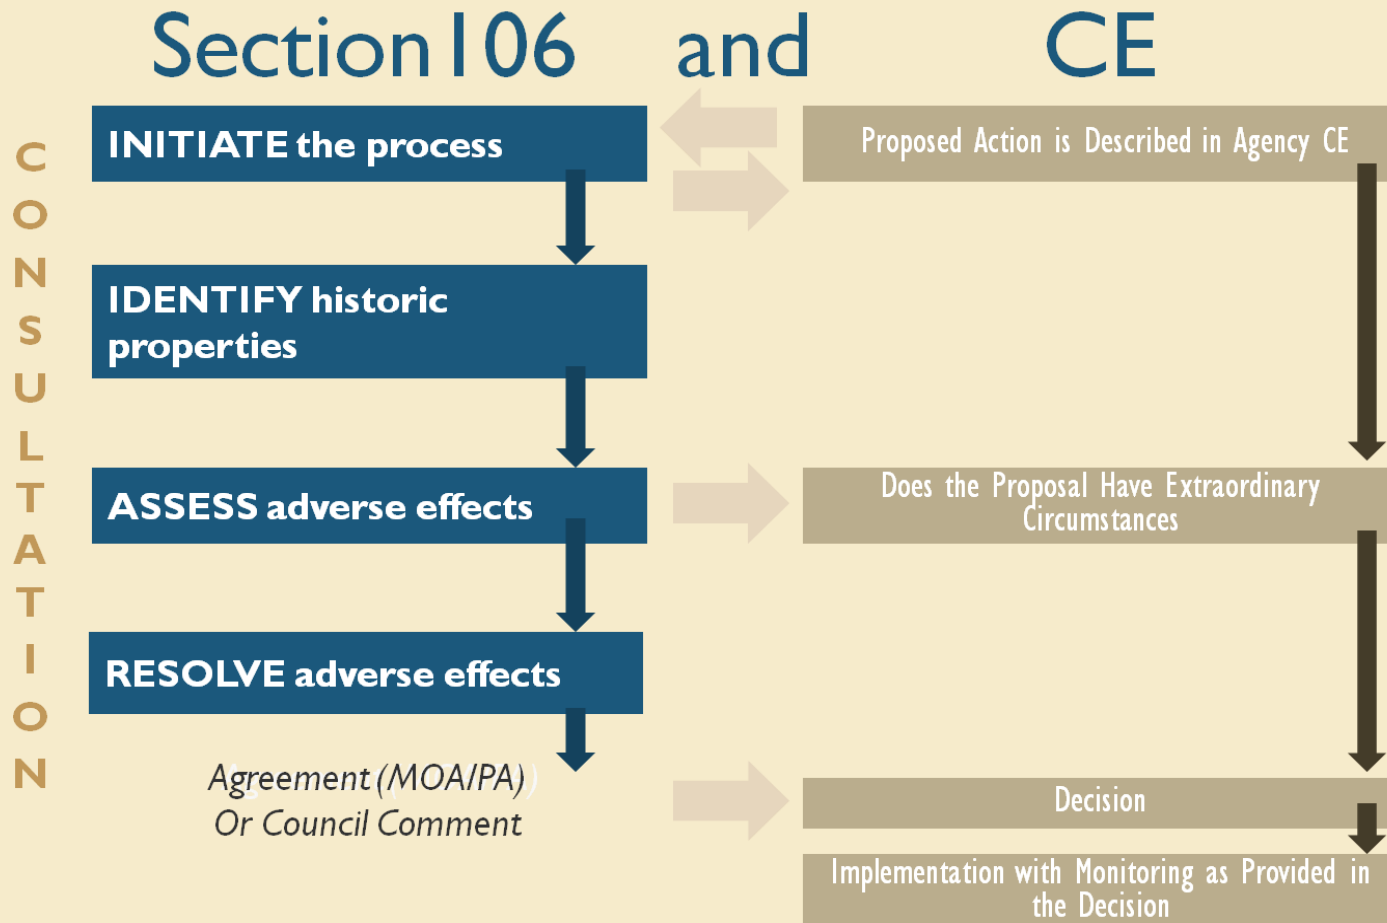 Section106 and CE
CONSULTATION
INITIATE the process
IDENTIFY historic
properties
ASSESS adverse effects
RESOLVE adverse effects
Agreement (MOA/PA)
Or Council Comment
Proposed Action is Described in Agency CE
Does the Proposal Have Extraordinary
Circumstances
Decision
Implementation with Monitoring as Provided in
the Decision